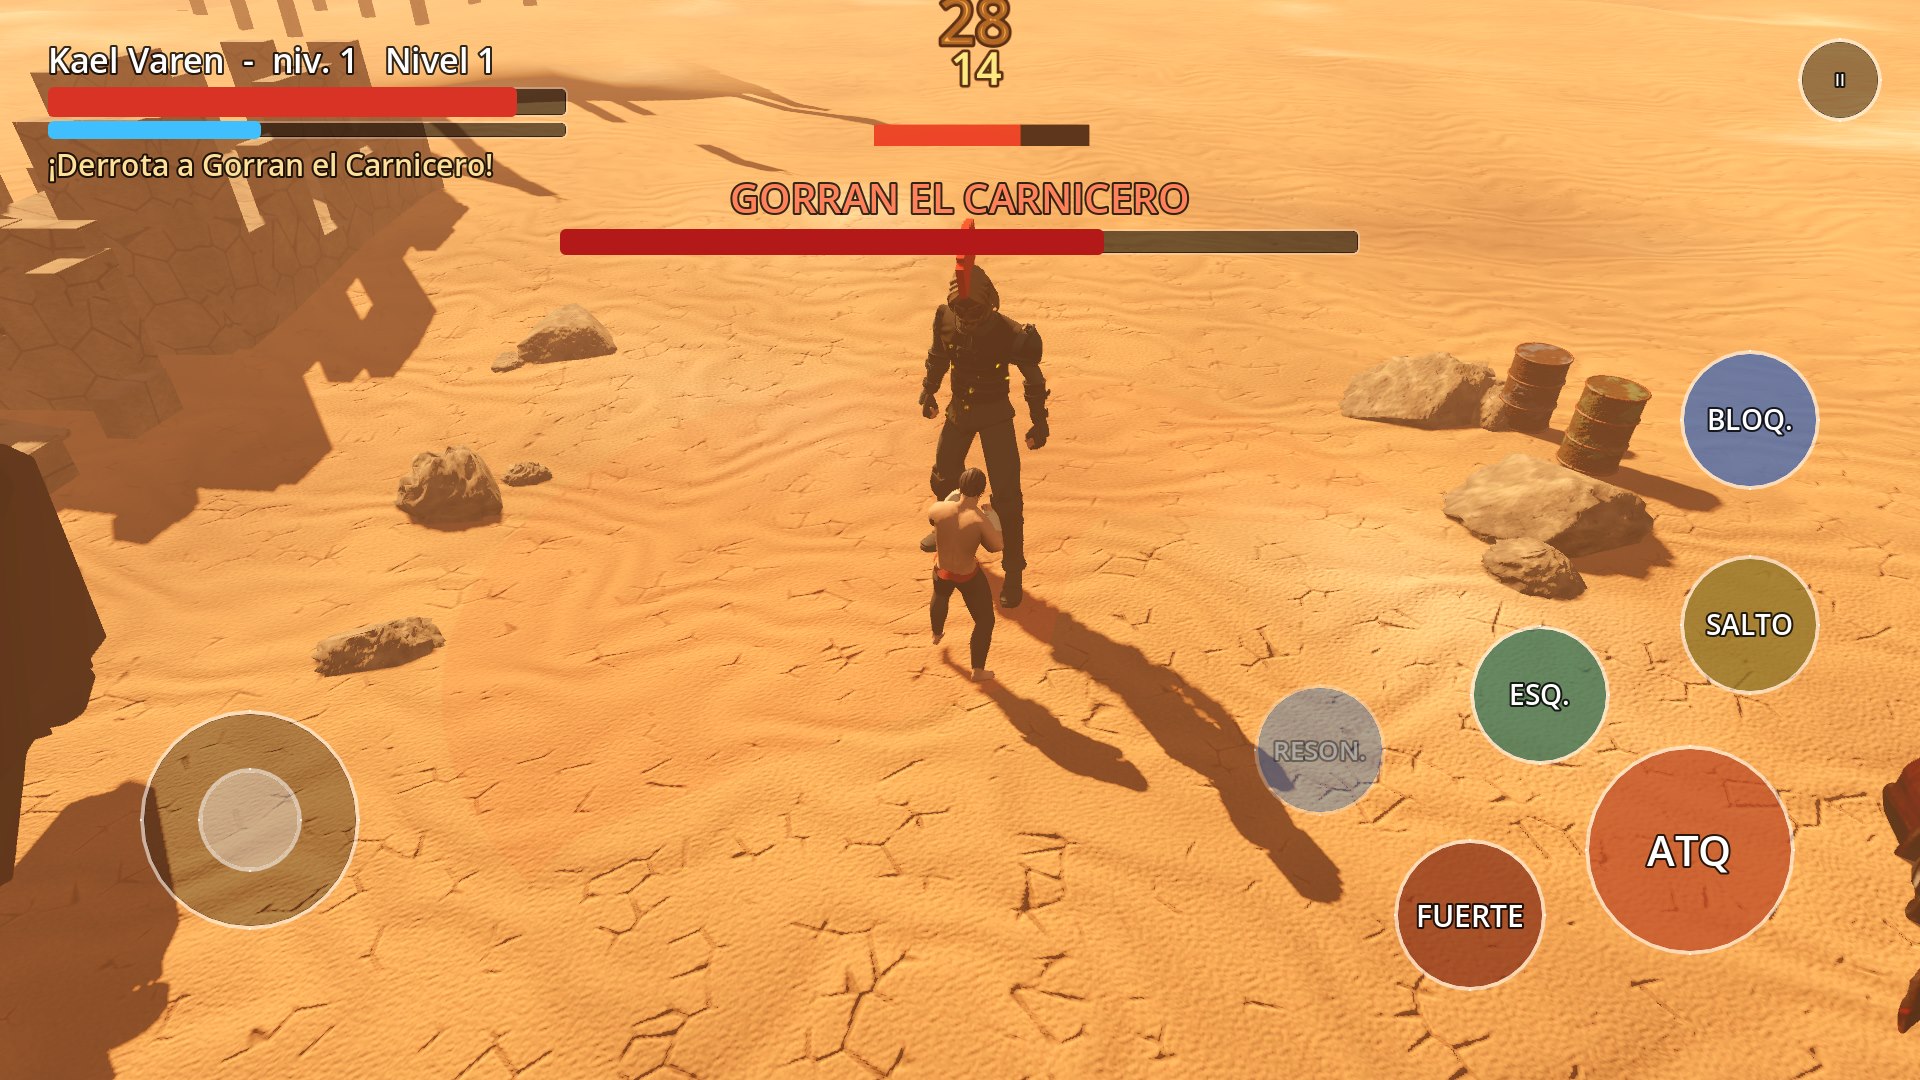 28
Kael Varen - niv. 1 Nivel 1
14
II
¡Derrota a Gorran el Carnicero!
GORRAN EL CARNICERO
BLOQ.
SALTO
ESQ.
RESON.
ATQ
FUERTE